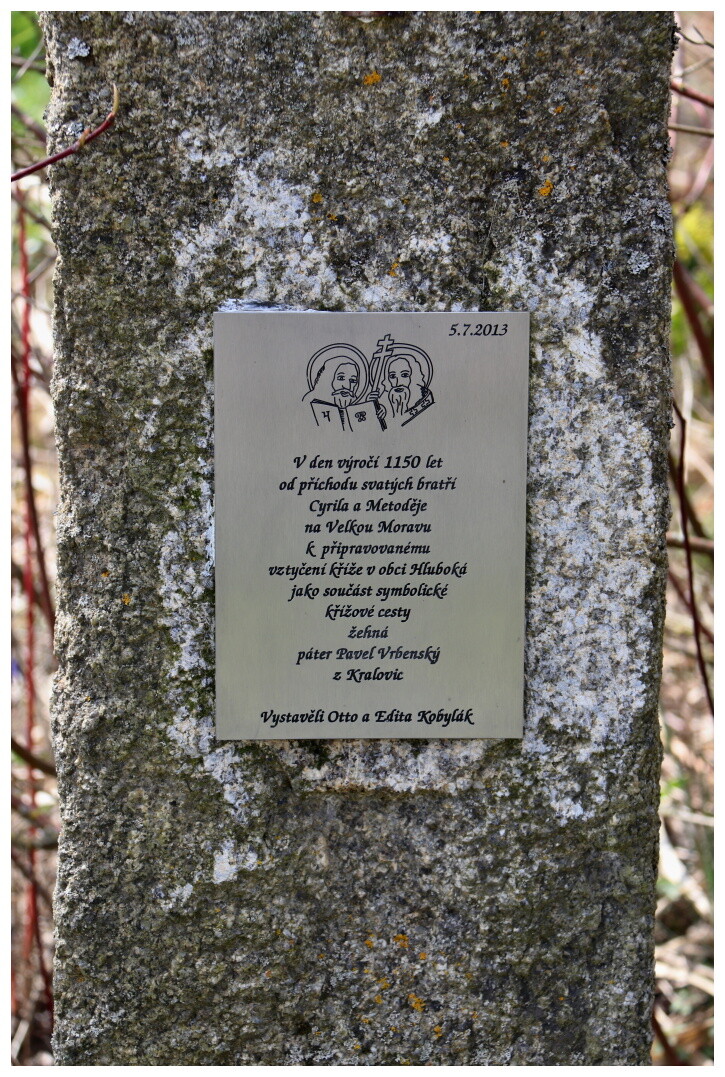 5.7.2013
V den výročí 1150 let
od příchodu svatých bratří
Cyrila a Metoděje
na Velkou Moravu
k připravovanému
vztyčení kříže v obci Hluboká
jako součást symbolické
křížové cesty
žehná
páter Pavel Vrbenský
z Kralovic
Vystavěli Otto a Edita Kobylák